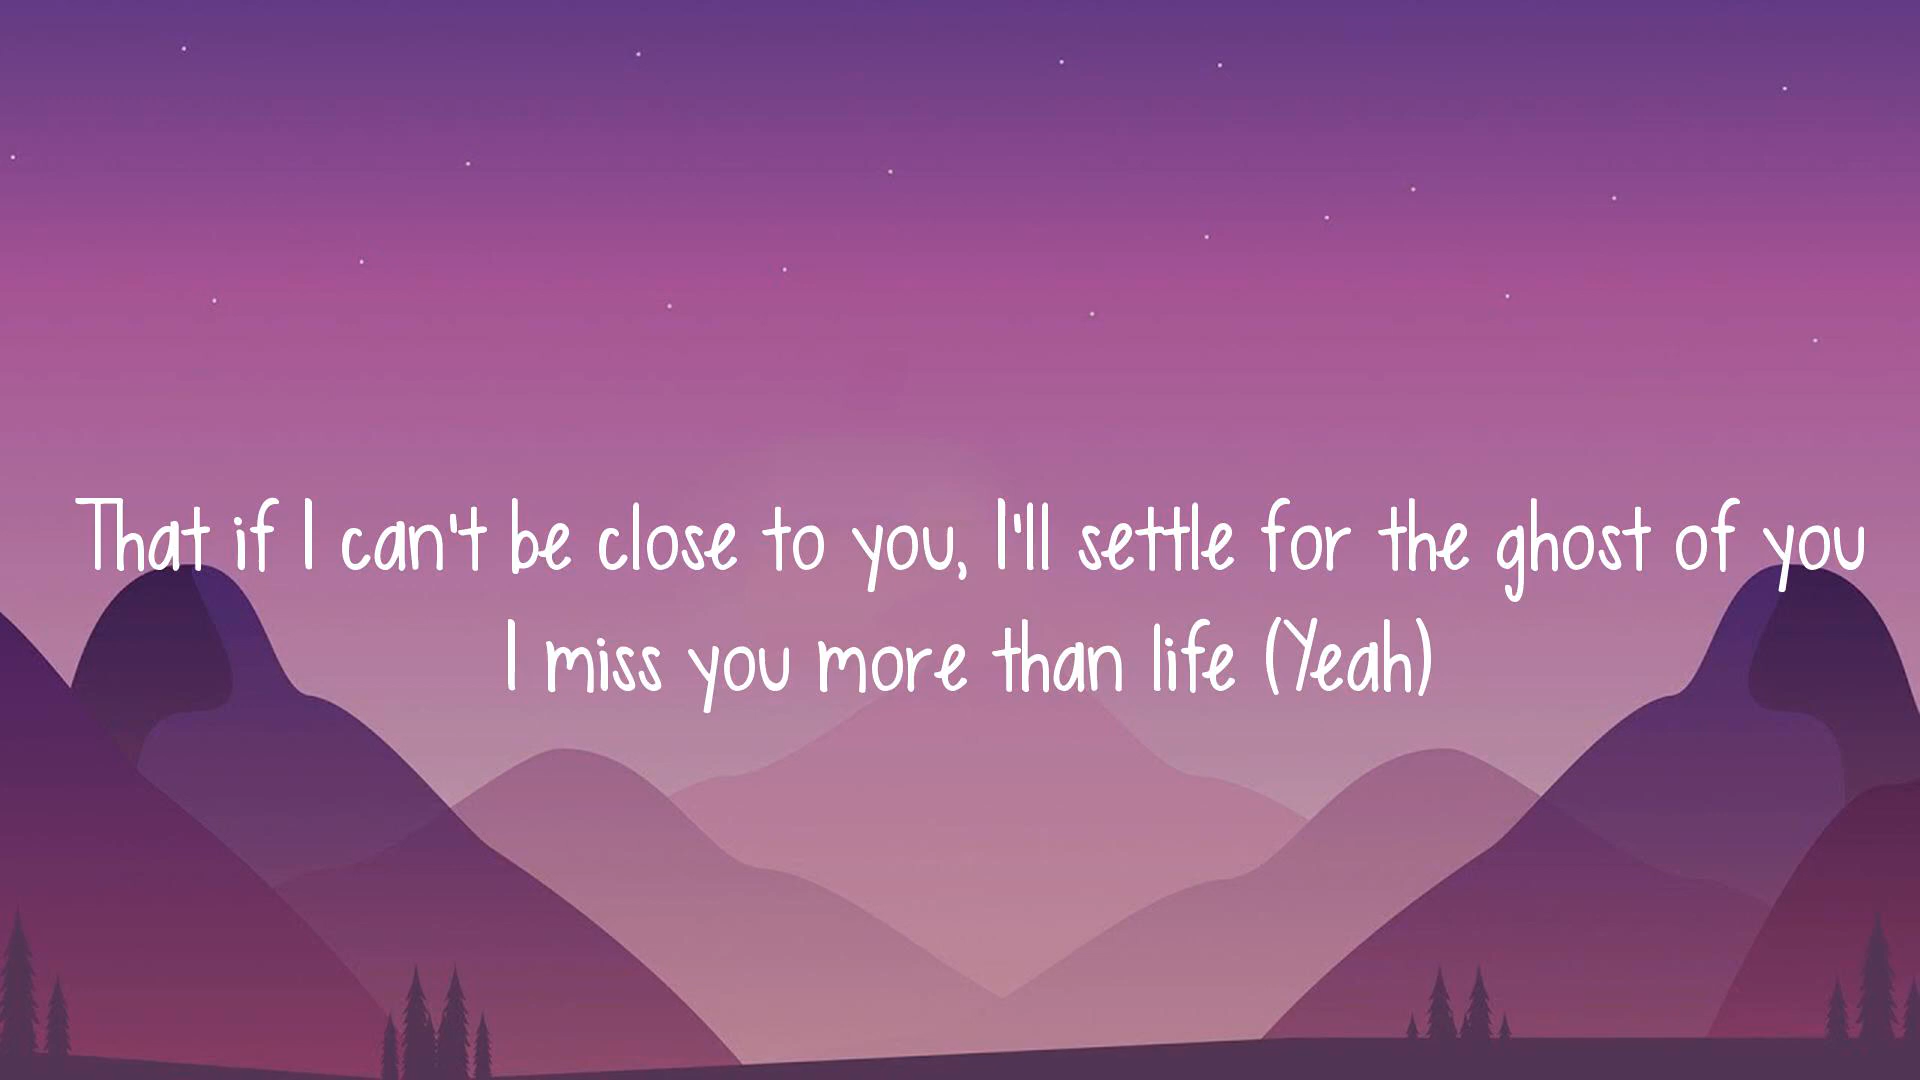 That if I can't be close to you, I'll settle for the ghost of you
I miss you more than life (Yeah)